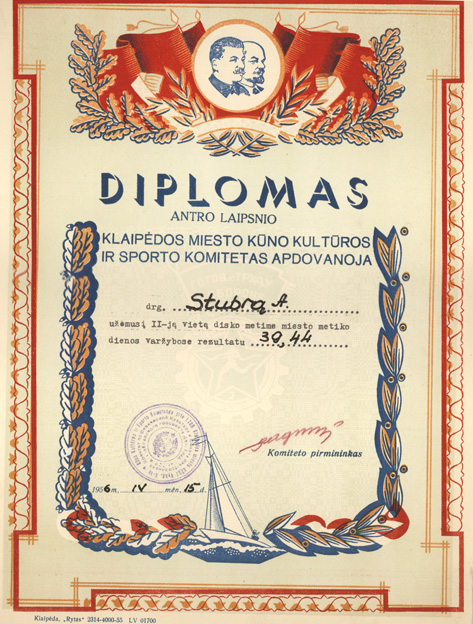 DIPLOMAS
ANTRO LAIPSNIO
KLAIPĖDOS MIESTO KŪNO KULTŪROS
IR SPORTO KOMITETAS APDOVANOJA
drg. Stubrą A.
užėmusį II-ją vietą disko metime miesto metiko
dienos varžybose resultatu 39,44
Komiteto pirmininkas
1956 m. IV mėn. 15 d.
Klaipėda, „Rytas" 2314-4000-55 LV 01700